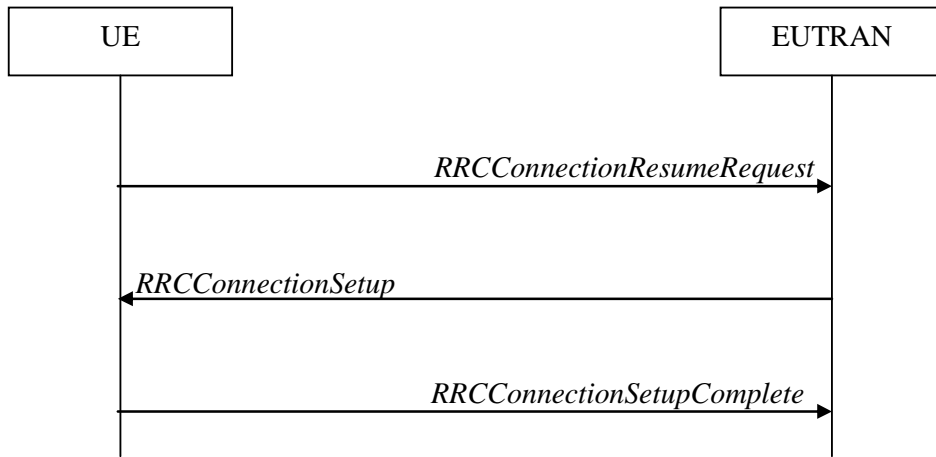 UE
EUTRAN
RRCConnectionResumeRequest
RRCConnectionSetup
RRCConnectionSetupComplete